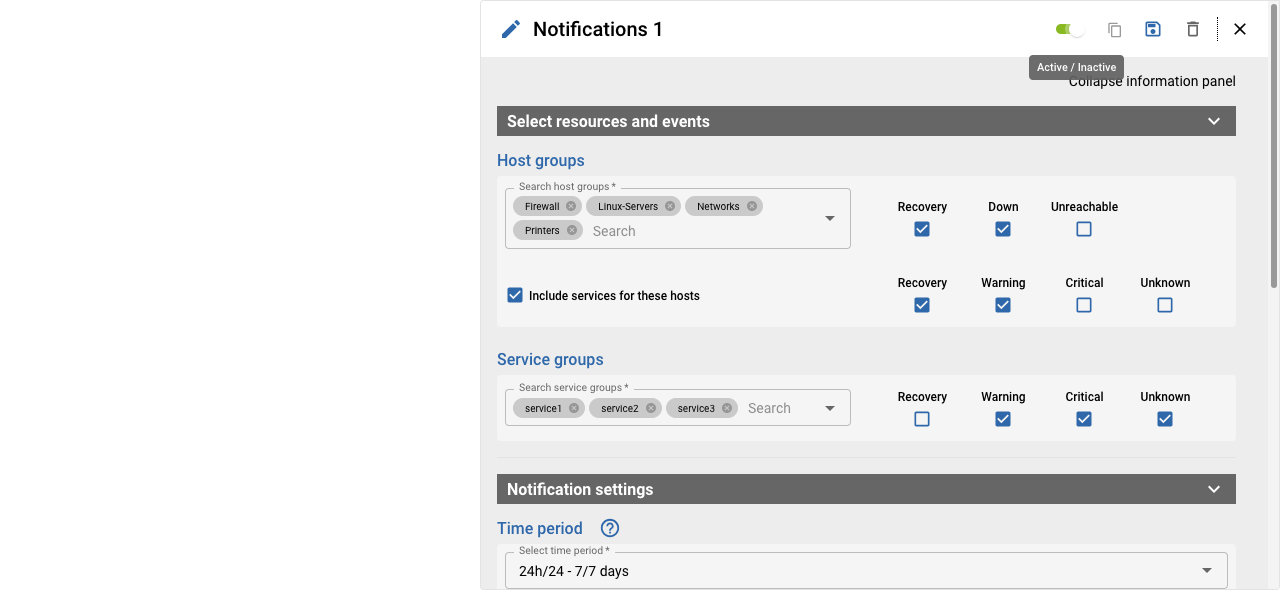 Notifications 1
Active / Inactive
Collapse information panel
Select resources and events
Host groups
Search host groups *
Firewall Linux-Servers Networks
Printers Search
Recovery Down Unreachable
Include services for these hosts
Recovery Warning Critical Unknown
Service groups
Search service groups *
service1 service2 service3 Search
Recovery Warning Critical Unknown
Notification settings
Time period ?
Select time period *
24h/24 - 7/7 days